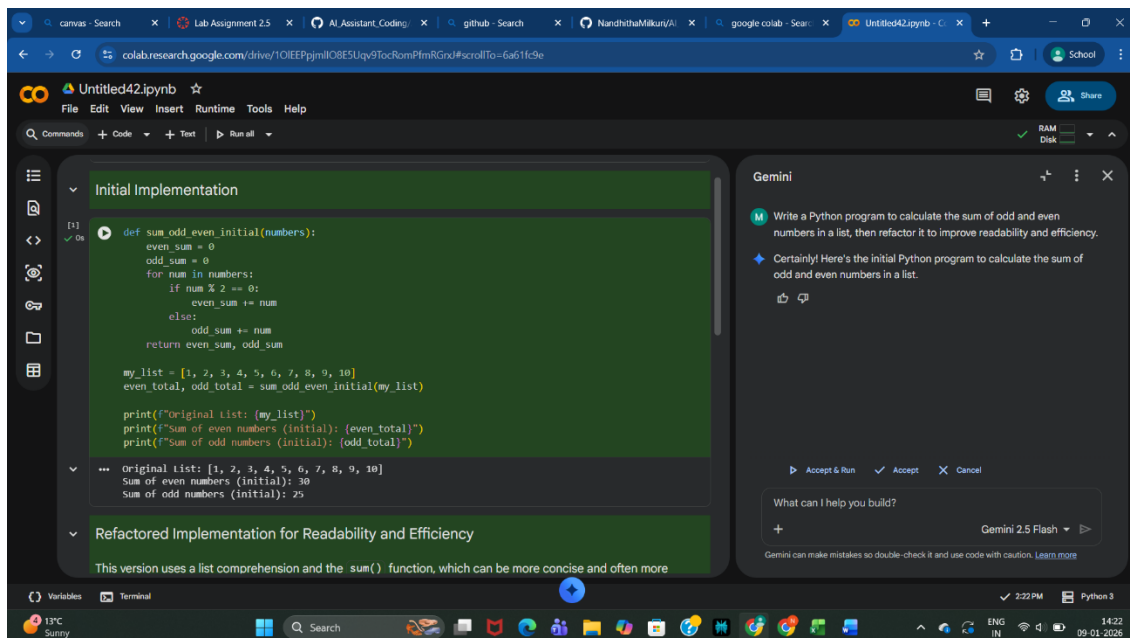 canvas - Search
Lab Assignment 2.5
AI_Assistant_Coding/
github - Search
NandhithaMilkuri/AI
google colab - Searc
Untitled42.ipynb - C
colab.research.google.com/drive/1OlEEPpjmlIO8E5Uqv9TocRomPfmRGrxJ#scrollTo=6a61fc9e
School
Untitled42.ipynb
File Edit View Insert Runtime Tools Help
Share
Commands + Code + Text Run all
RAM
Disk
Initial Implementation
[1]
0s
def sum_odd_even_initial(numbers):
    even_sum = 0
    odd_sum = 0
    for num in numbers:
        if num % 2 == 0:
            even_sum += num
        else:
            odd_sum += num
    return even_sum, odd_sum
my_list = [1, 2, 3, 4, 5, 6, 7, 8, 9, 10]
even_total, odd_total = sum_odd_even_initial(my_list)
print(f"Original List: {my_list}")
print(f"Sum of even numbers (initial): {even_total}")
print(f"Sum of odd numbers (initial): {odd_total}")
Original List: [1, 2, 3, 4, 5, 6, 7, 8, 9, 10]
Sum of even numbers (initial): 30
Sum of odd numbers (initial): 25
Refactored Implementation for Readability and Efficiency
This version uses a list comprehension and the sum() function, which can be more concise and often more
Gemini
M
Write a Python program to calculate the sum of odd and even
numbers in a list, then refactor it to improve readability and efficiency.
Certainly! Here's the initial Python program to calculate the sum of
odd and even numbers in a list.
Accept & Run Accept Cancel
What can I help you build?
Gemini 2.5 Flash
Gemini can make mistakes so double-check it and use code with caution. Learn more
Variables Terminal
2:22 PM Python 3
13°C
Sunny
Search
ENG
IN
14:22
09-01-2026